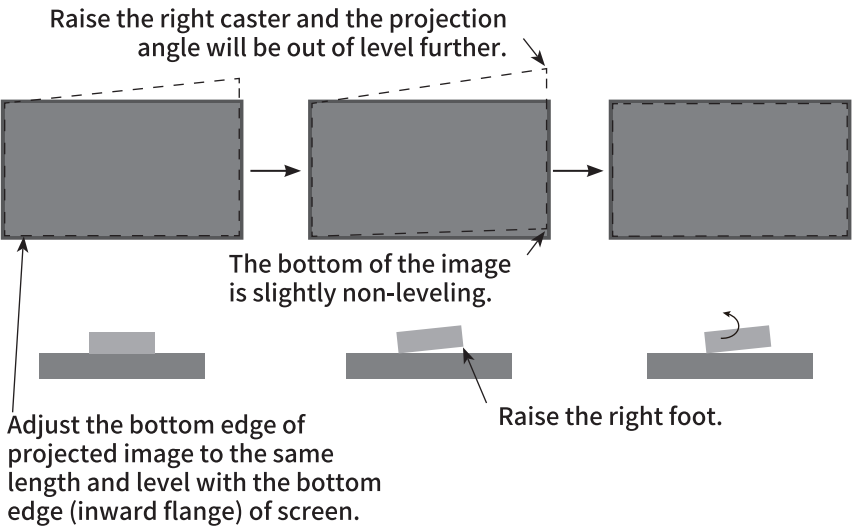 Raise the right caster and the projection
angle will be out of level further.
The bottom of the image
is slightly non-leveling.
Adjust the bottom edge of
projected image to the same
length and level with the bottom
edge (inward flange) of screen.
Raise the right foot.